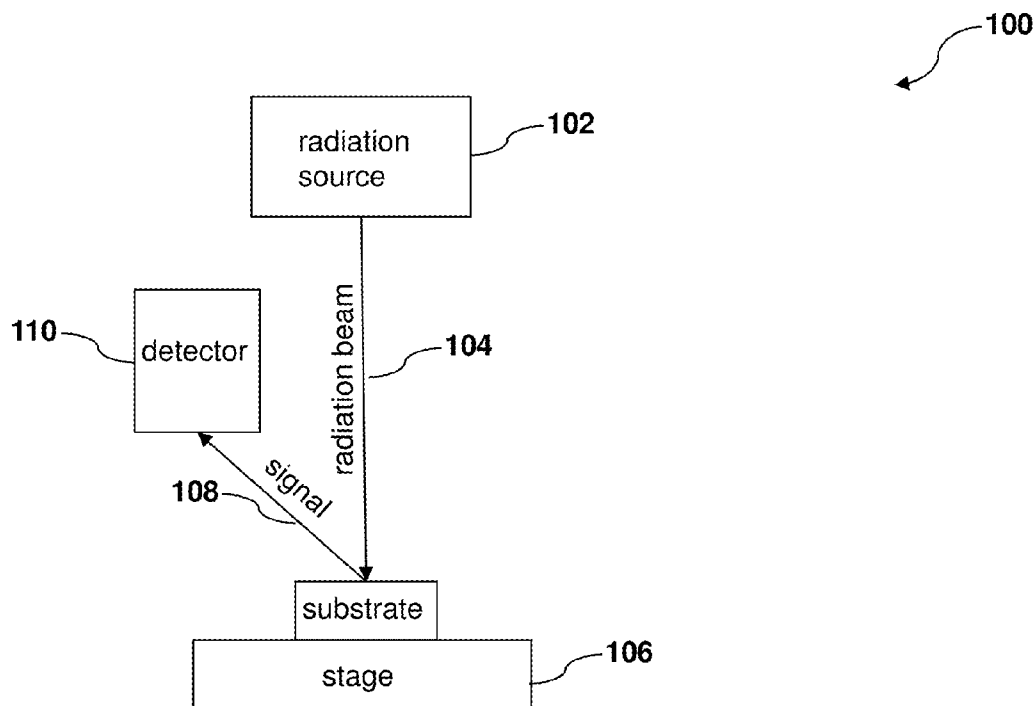 100
radiation
source
102
110
detector
radiation beam
104
signal
108
substrate
stage
106